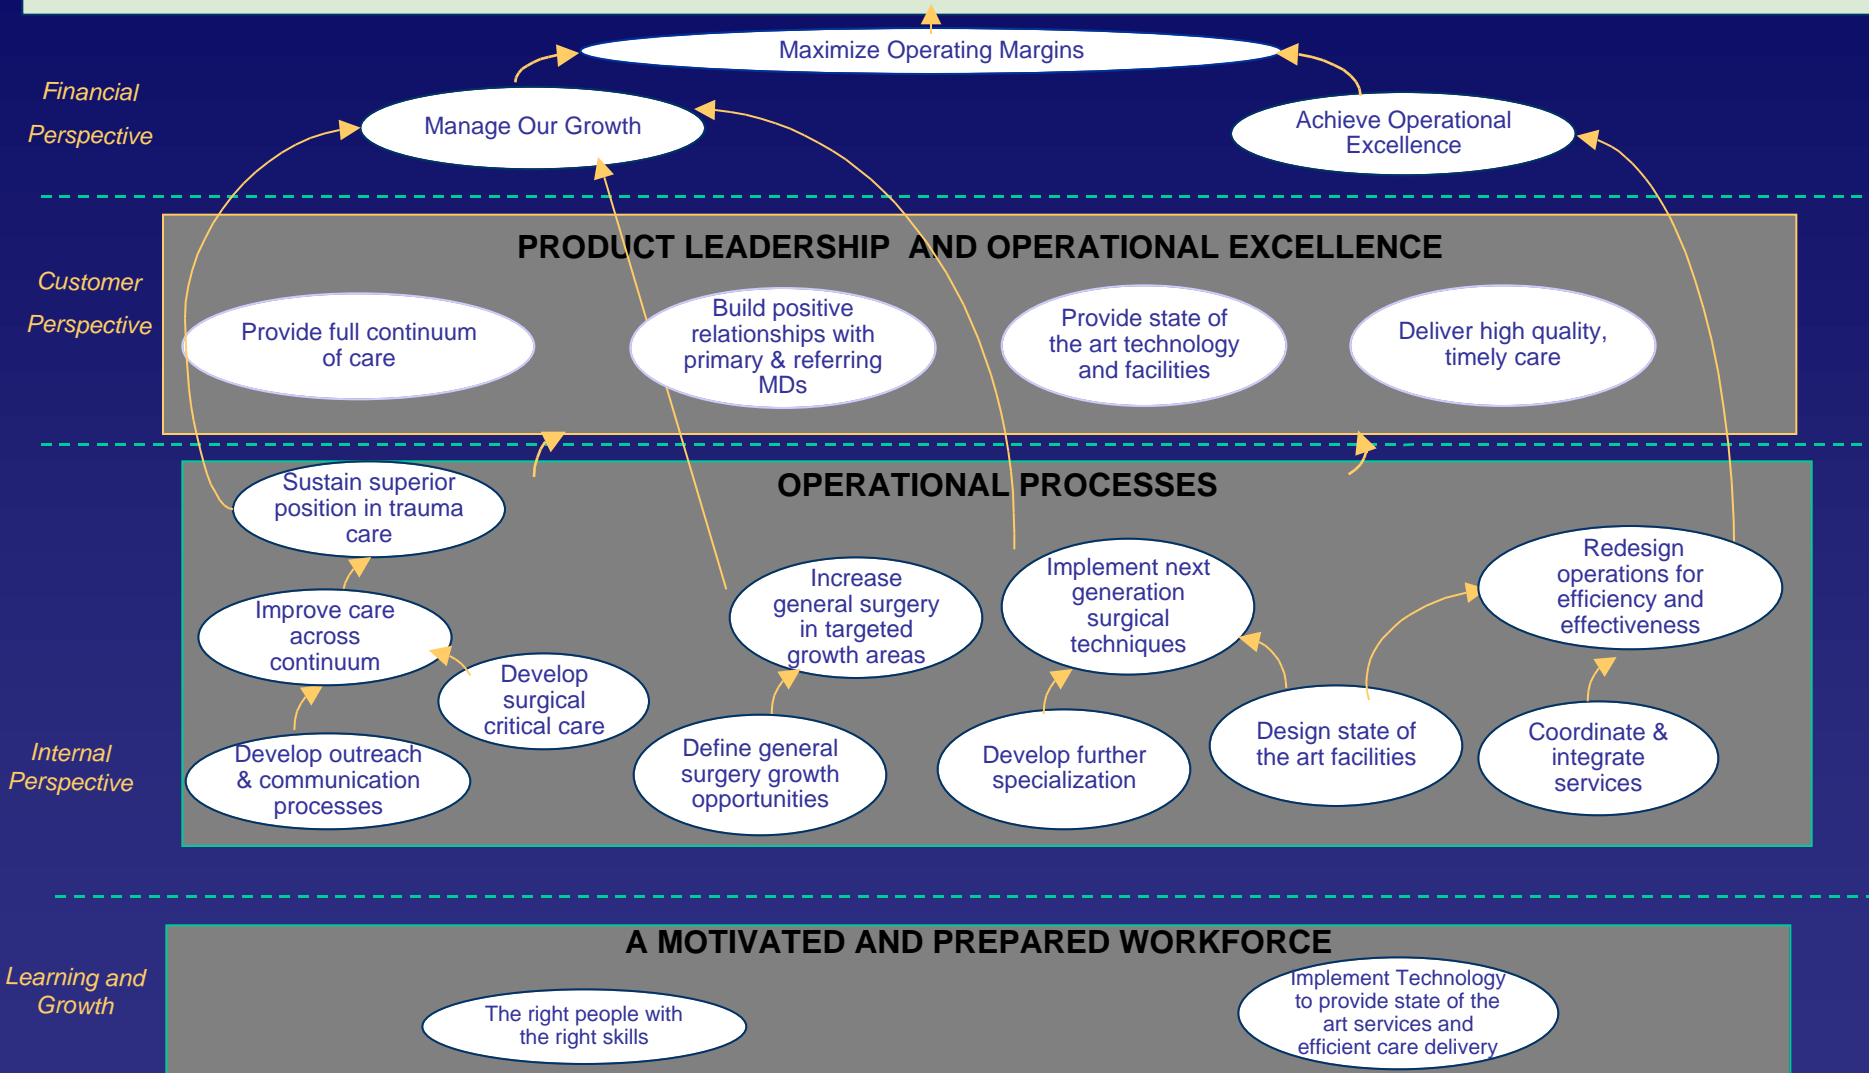 Maximize Operating Margins
Financial
Perspective
Manage Our Growth
Achieve Operational
Excellence
PRODUCT LEADERSHIP AND OPERATIONAL EXCELLENCE
Customer
Perspective
Provide full continuum
of care
Build positive
relationships with
primary & referring
MDs
Provide state of
the art technology
and facilities
Deliver high quality,
timely care
OPERATIONAL PROCESSES
Sustain superior
position in trauma
care
Improve care
across
continuum
Develop
surgical
critical care
Develop outreach
& communication
processes
Increase
general surgery
in targeted
growth areas
Define general
surgery growth
opportunities
Implement next
generation
surgical
techniques
Develop further
specialization
Design state of
the art facilities
Redesign
operations for
efficiency and
effectiveness
Coordinate &
integrate
services
Internal
Perspective
A MOTIVATED AND PREPARED WORKFORCE
Learning and
Growth
The right people with
the right skills
Implement Technology
to provide state of the
art services and
efficient care delivery